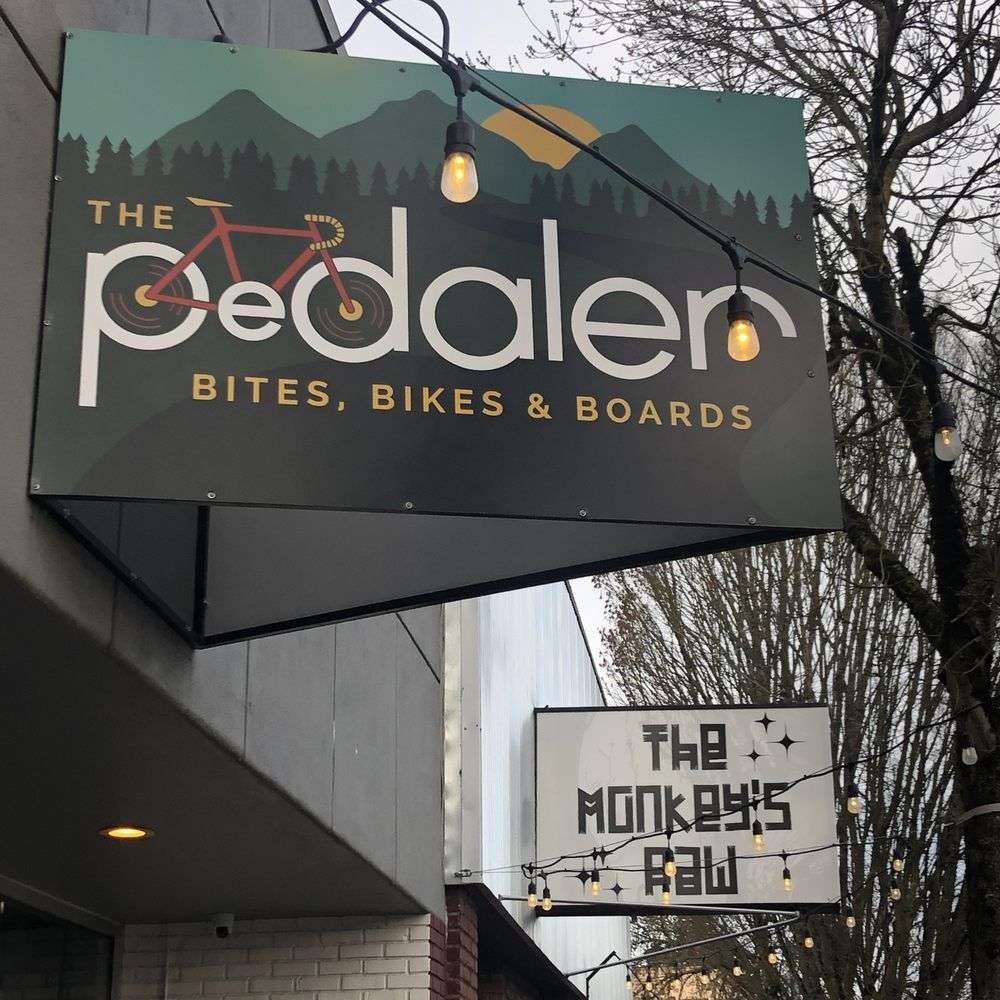 THE
Pedaler
BITES, BIKES & BOARDS
The
MONKEY'S
PAW